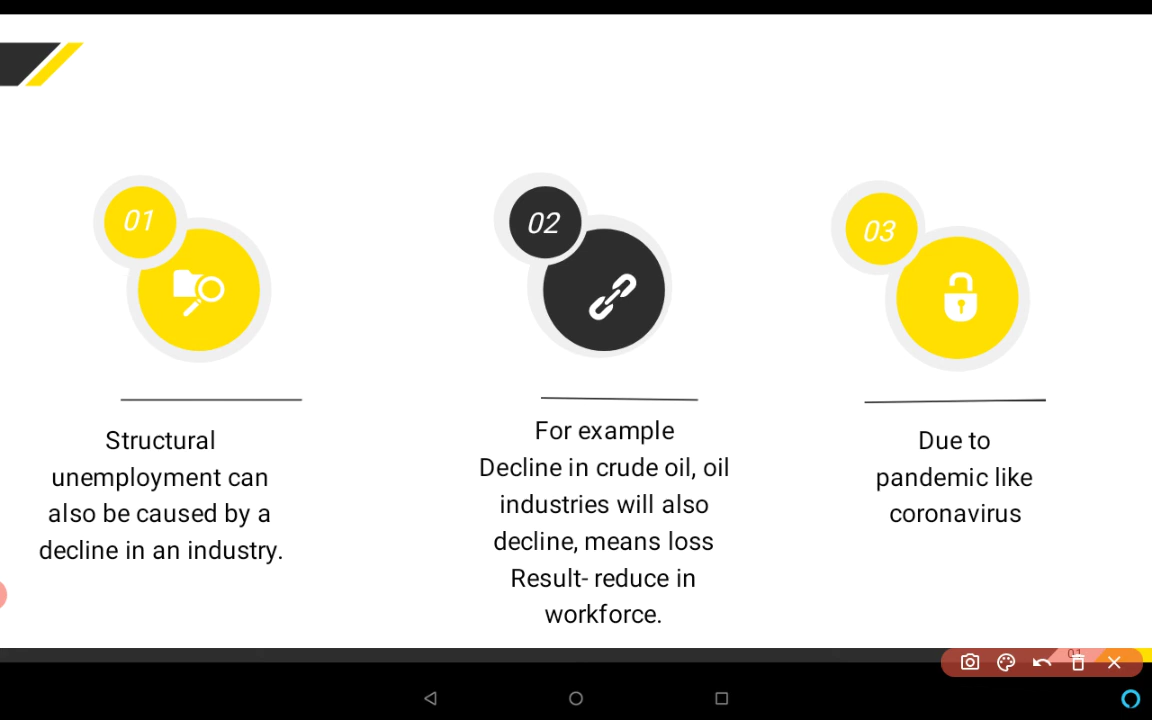 01
Structural
unemployment can
also be caused by a
decline in an industry.
02
For example
Decline in crude oil, oil
industries will also
decline, means loss
Result- reduce in
workforce.
03
Due to
pandemic like
coronavirus
01